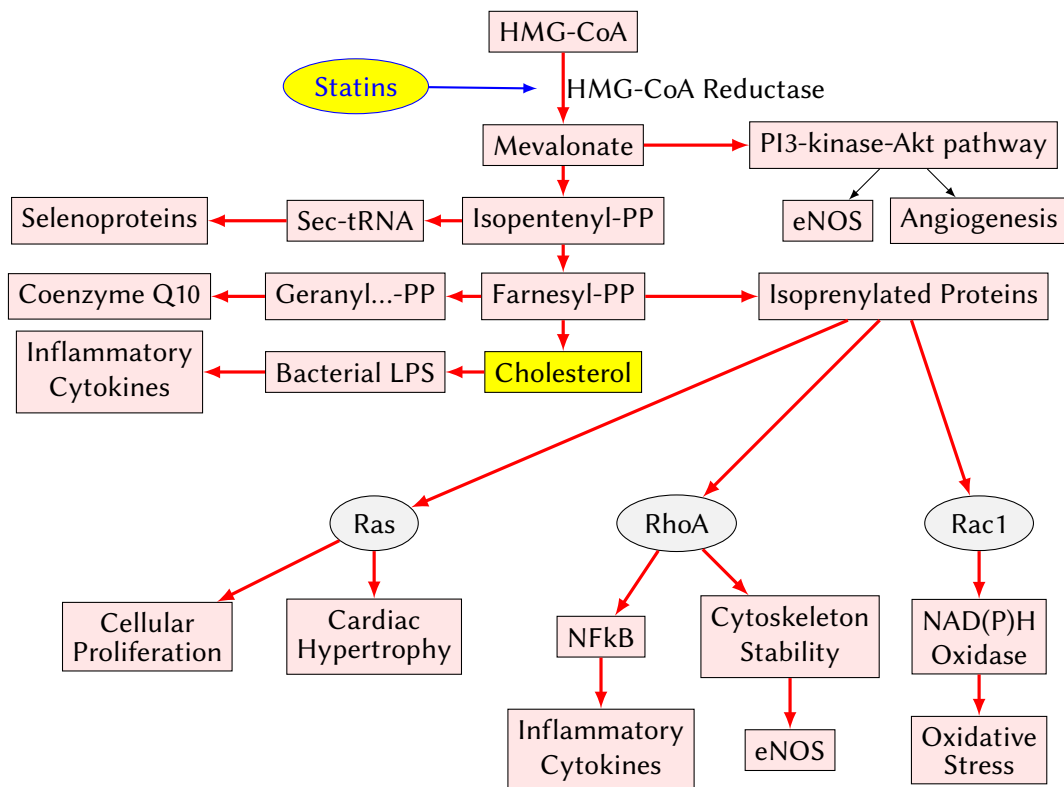 HMG-CoA
Statins
HMG-CoA Reductase
Mevalonate
PI3-kinase-Akt pathway
Selenoproteins
Sec-tRNA
Isopentenyl-PP
eNOS
Angiogenesis
Coenzyme Q10
Geranyl...-PP
Farnesyl-PP
Isoprenylated Proteins
Inflammatory
Cytokines
Bacterial LPS
Cholesterol
Ras
RhoA
Rac1
Cellular
Proliferation
Cardiac
Hypertrophy
NFkB
Cytoskeleton
Stability
NAD(P)H
Oxidase
Inflammatory
Cytokines
eNOS
Oxidative
Stress